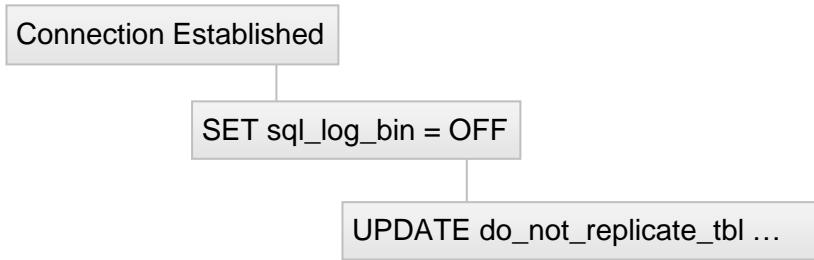 Connection Established
SET sql_log_bin = OFF
UPDATE do_not_replicate_tbl …